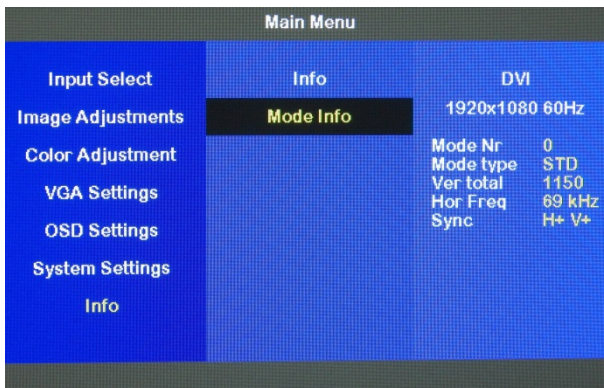 Main Menu
Input Select
Image Adjustments
Color Adjustment
VGA Settings
OSD Settings
System Settings
Info
Info
Mode Info
DVI
1920x1080 60Hz
Mode Nr 0
Mode type STD
Ver total 1150
Hor Freq 69 kHz
Sync H+ V+